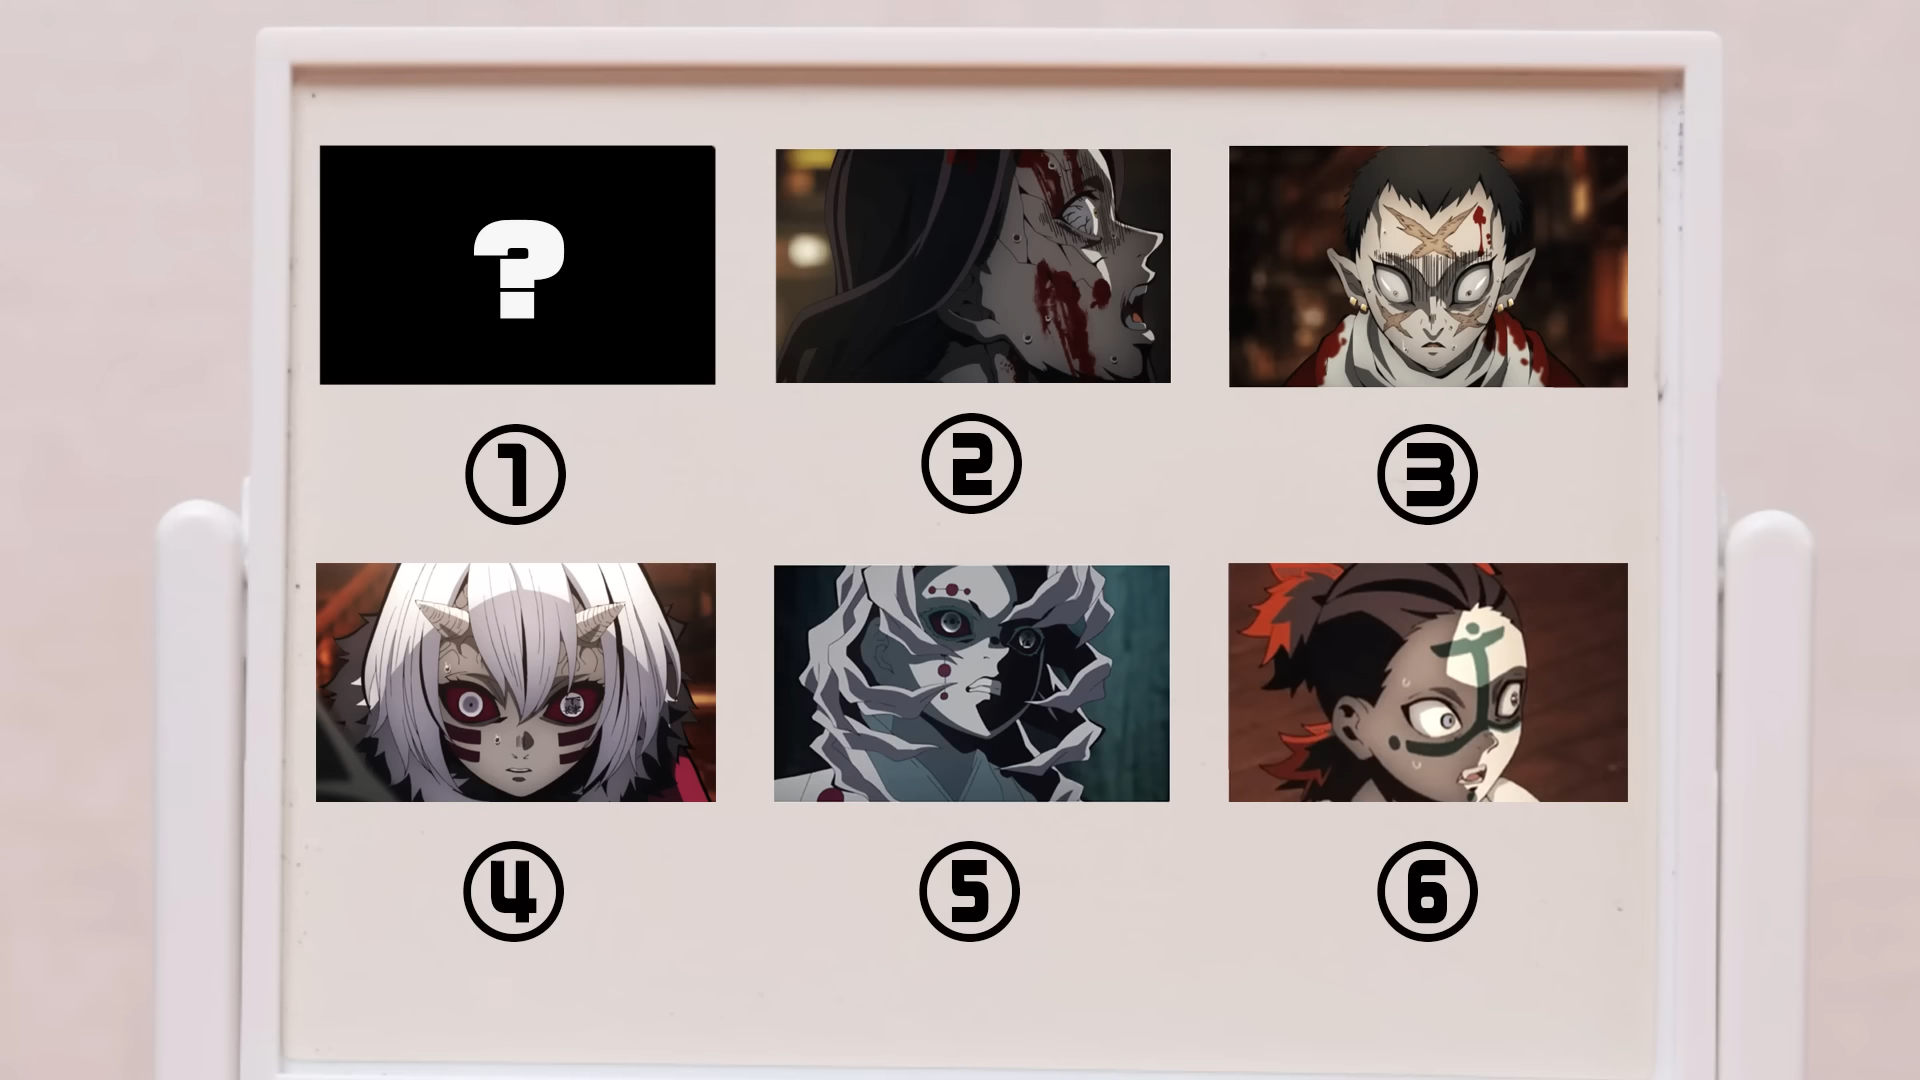 ?
① ② ③
④ ⑤ ⑥